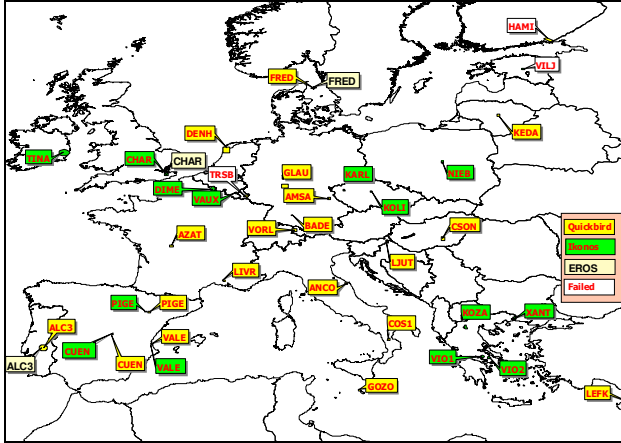 HAMI
VILJ
FRED
FRED
KEDA
DENH
TINA
CHAR
CHAR
TRSB
GLAU
KARL
NIEB
DIME
VAUX
AMSA
KOLI
AZAT
VORL
BADE
CSON
Quickbird
Ikonos
EROS
Failed
LJUT
LIVR
ANCO
PIGE
PIGE
KOZA
XANT
ALC3
COS1
VALE
CUEN
VIO1
ALC3
CUEN
VALE
VIO2
GOZO
LEFK